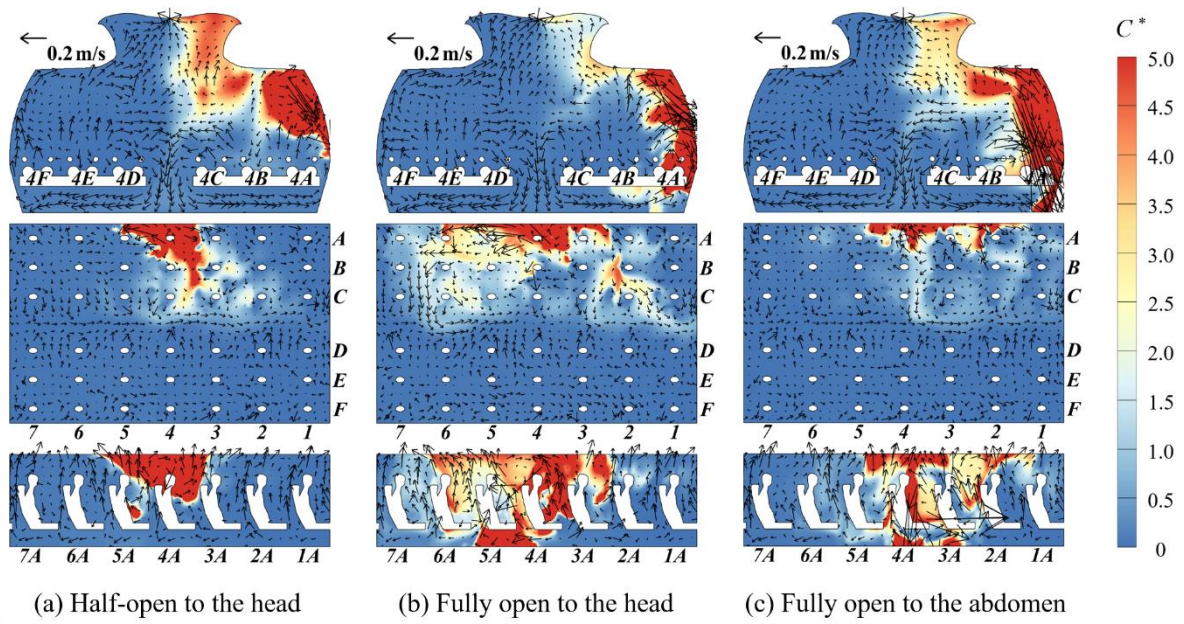 0.2 m/s 0.2 m/s 0.2 m/s C*
4F 4E 4D 4C 4B 4A 4F 4E 4D 4C 4B 4A 4F 4E 4D 4C 4B
5.0
4.5
4.0
3.5
3.0
2.5
2.0
1.5
1.0
0.5
0
A A A
B B B
C C C
D D D
E E E
F F F
7 6 5 4 3 2 1 7 6 5 4 3 2 1 7 6 5 4 3 2 1
7A 6A 5A 4A 3A 2A 1A 7A 6A 5A 4A 3A 2A 1A 7A 6A 5A 4A 3A 2A 1A
(a) Half-open to the head (b) Fully open to the head (c) Fully open to the abdomen